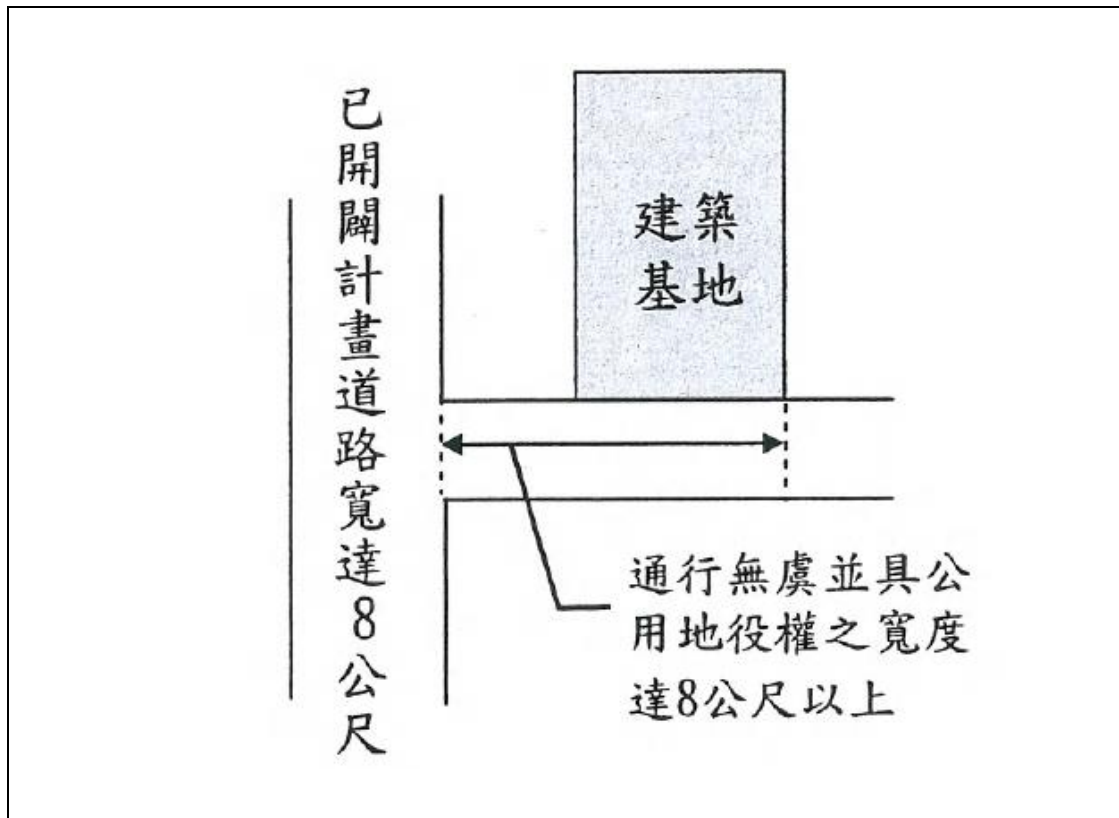 已開闢計畫道路寬達8公尺
建築
基地
通行無虞並具公
用地役權之寬度
達8公尺以上